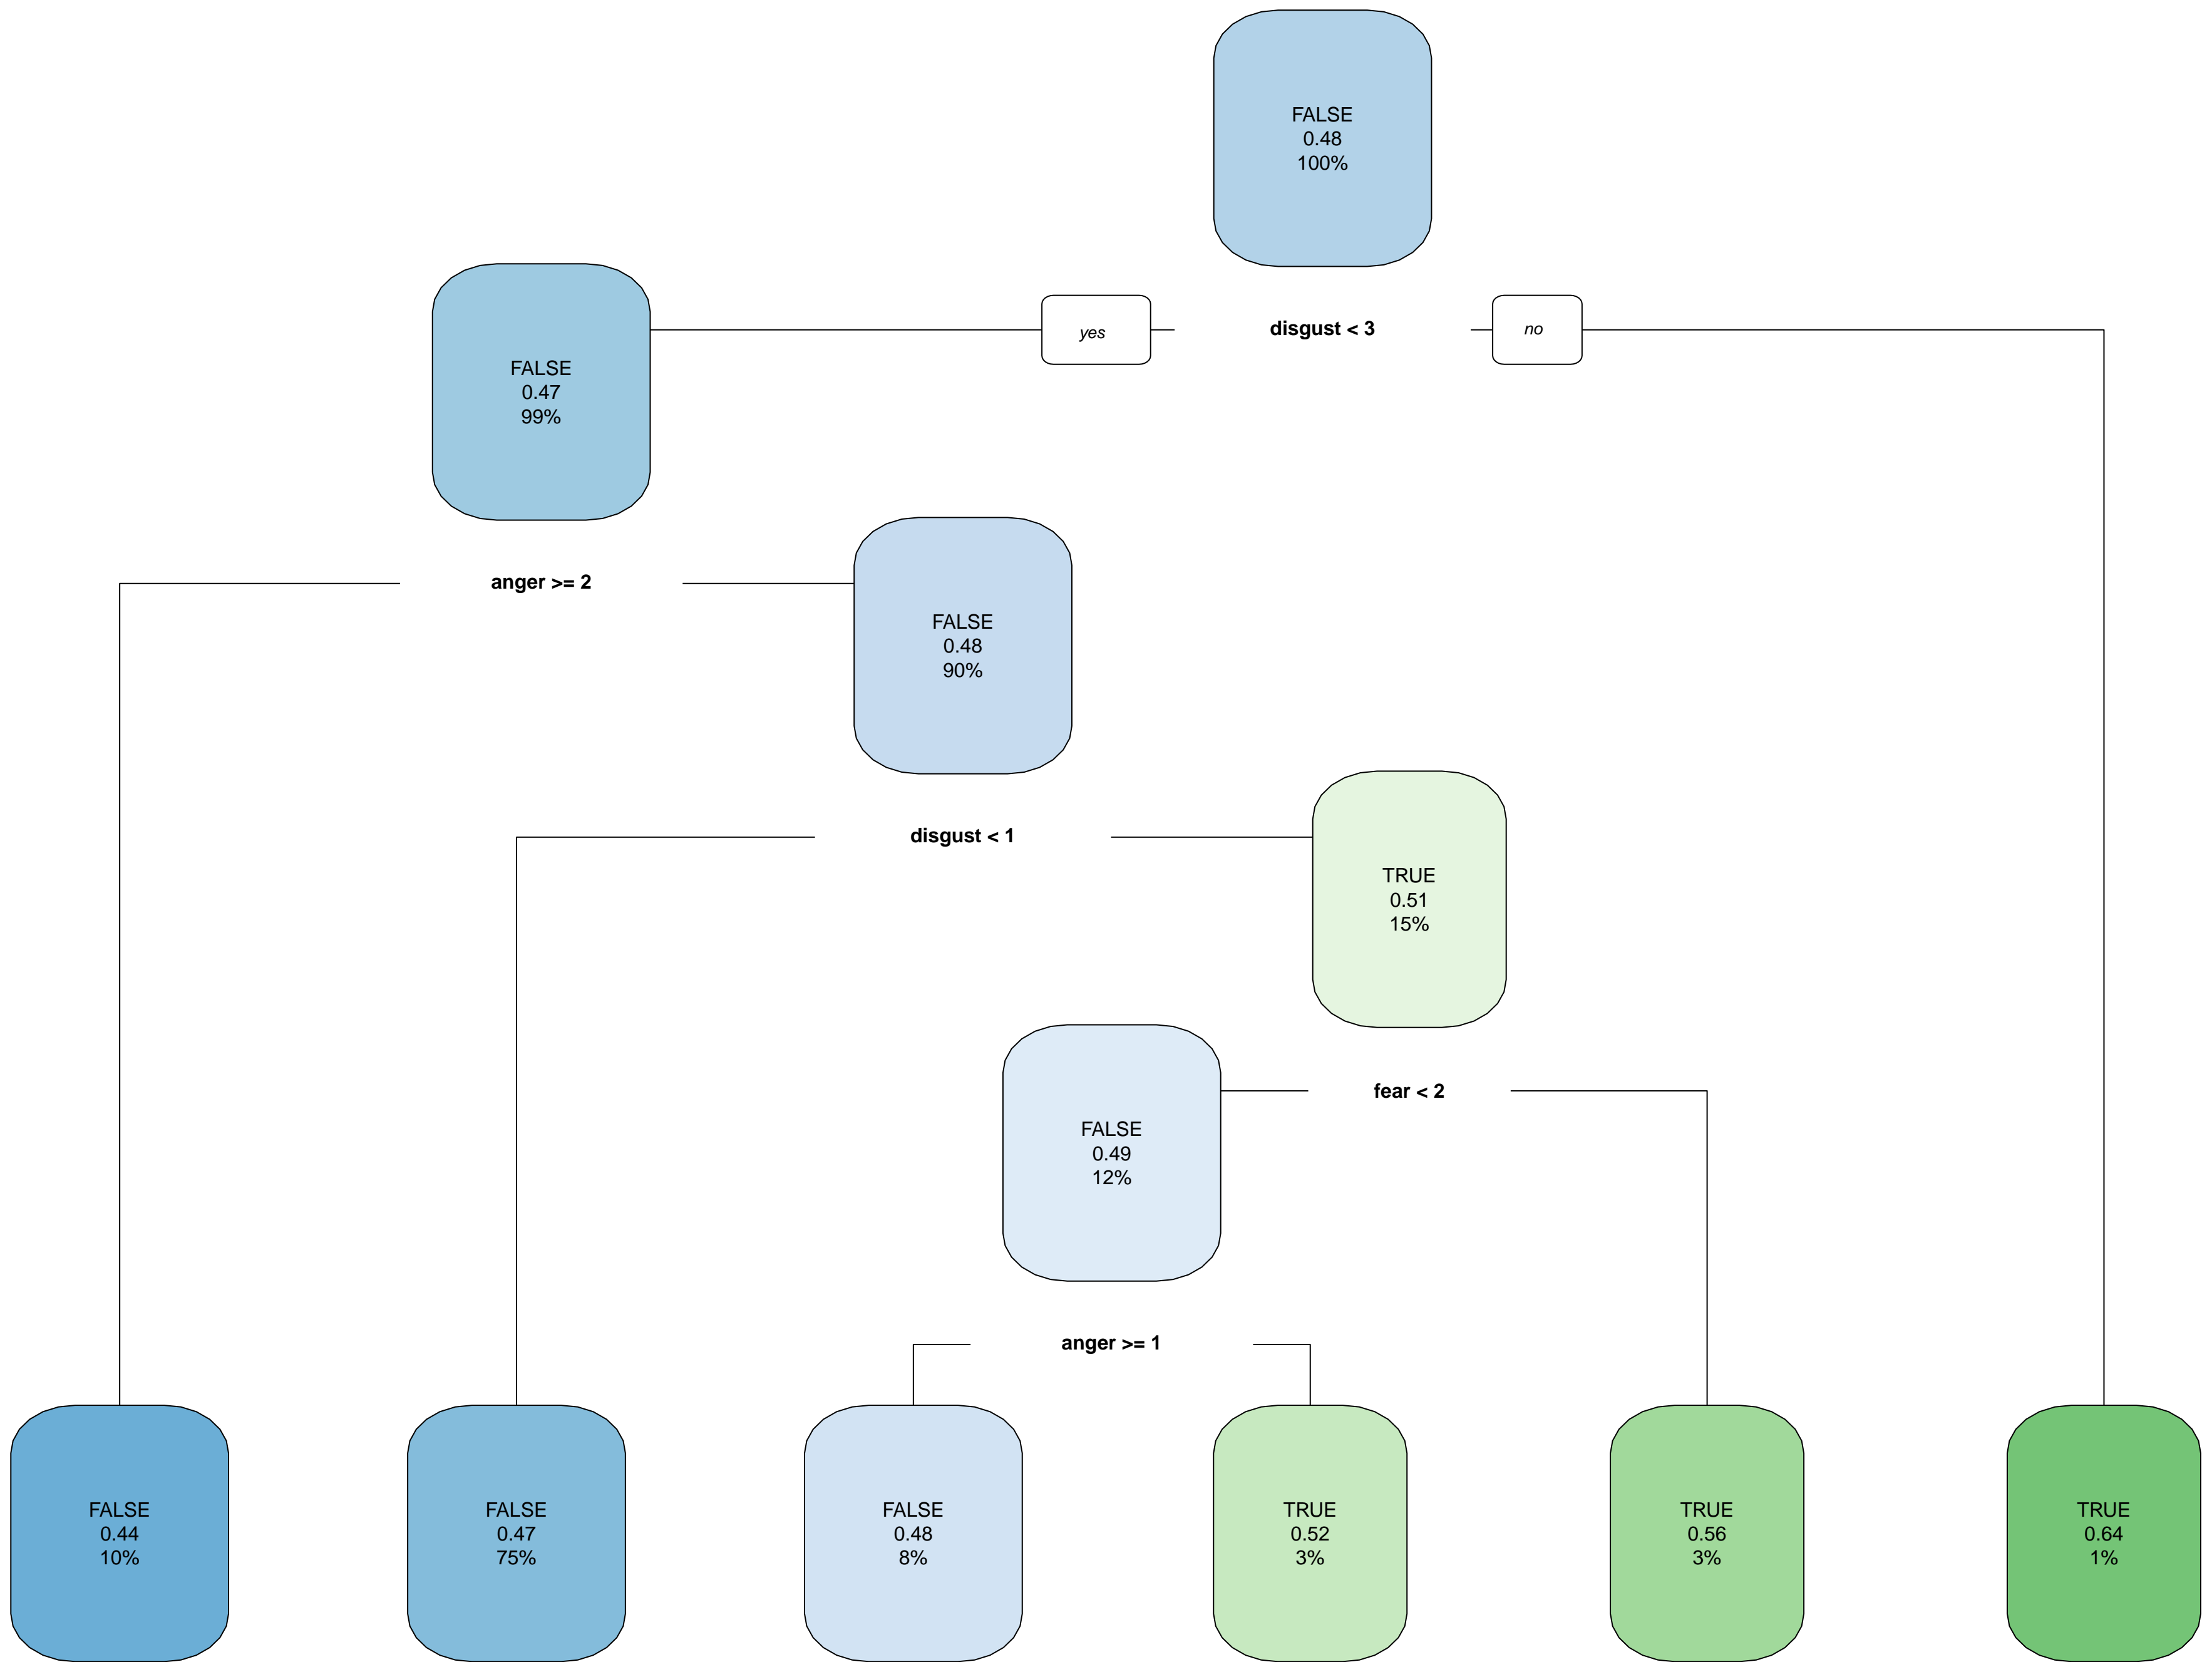 FALSE
0.48
100%
yes
disgust < 3
no
FALSE
0.47
99%
anger >= 2
FALSE
0.48
90%
disgust < 1
TRUE
0.51
15%
fear < 2
FALSE
0.49
12%
anger >= 1
FALSE
0.44
10%
FALSE
0.47
75%
FALSE
0.48
8%
TRUE
0.52
3%
TRUE
0.56
3%
TRUE
0.64
1%